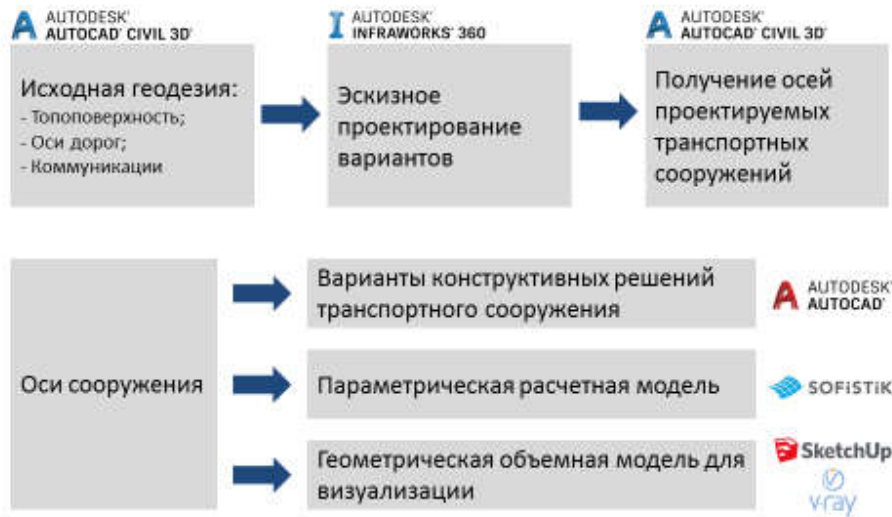 AUTODESK®
AUTOCAD® CIVIL 3D®
AUTODESK®
INFRAWORKS® 360
AUTODESK®
AUTOCAD® CIVIL 3D®
Исходная геодезия:
- Топоповерхность;
- Оси дорог;
- Коммуникации
Эскизное
проектирование
вариантов
Получение осей
проектируемых
транспортных
сооружений
Оси сооружения
Варианты конструктивных решений
транспортного сооружения
AUTODESK®
AUTOCAD®
Параметрическая расчетная модель
SOFiSTiK
Геометрическая объемная модель для
визуализации
SketchUp
v-ray